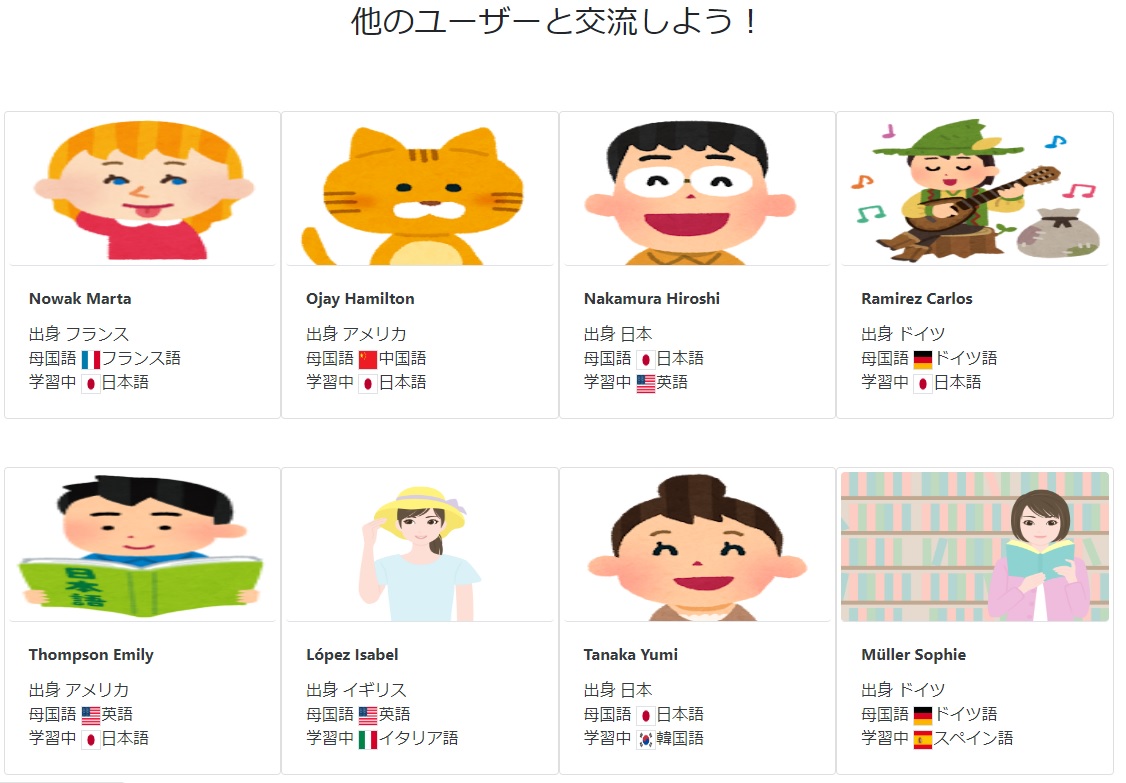 他のユーザーと交流しよう！
Nowak Marta
出身 フランス
母国語 フランス語
学習中 日本語
Ojay Hamilton
出身 アメリカ
母国語 中国語
学習中 日本語
Nakamura Hiroshi
出身 日本
母国語 日本語
学習中 英語
Ramirez Carlos
出身 ドイツ
母国語 ドイツ語
学習中 日本語
日本語
Thompson Emily
出身 アメリカ
母国語 英語
学習中 日本語
López Isabel
出身 イギリス
母国語 英語
学習中 イタリア語
Tanaka Yumi
出身 日本
母国語 日本語
学習中 韓国語
Müller Sophie
出身 ドイツ
母国語 ドイツ語
学習中 スペイン語